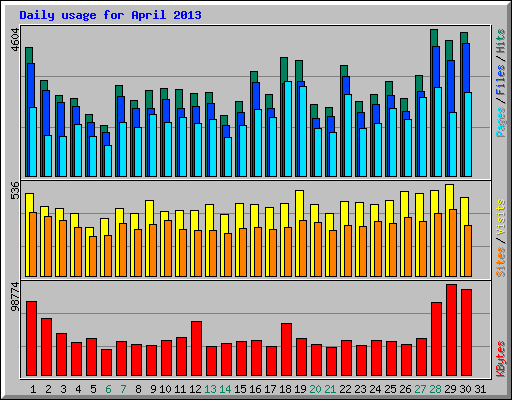 Daily usage for April 2013
4604
Pages / Files / Hits
536
Sites / Visits
98774
KBytes
1 2 3 4 5 6 7 8 9 10 11 12 13 14 15 16 17 18 19 20 21 22 23 24 25 26 27 28 29 30 31